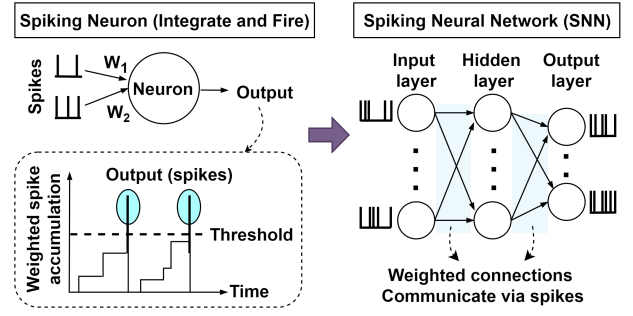 Spiking Neuron (Integrate and Fire)
Spikes
W1
W2
Neuron
Output
Weighted spike
accumulation
Output (spikes)
Threshold
Time
Spiking Neural Network (SNN)
Input
layer
Hidden
layer
Output
layer
Weighted connections
Communicate via spikes